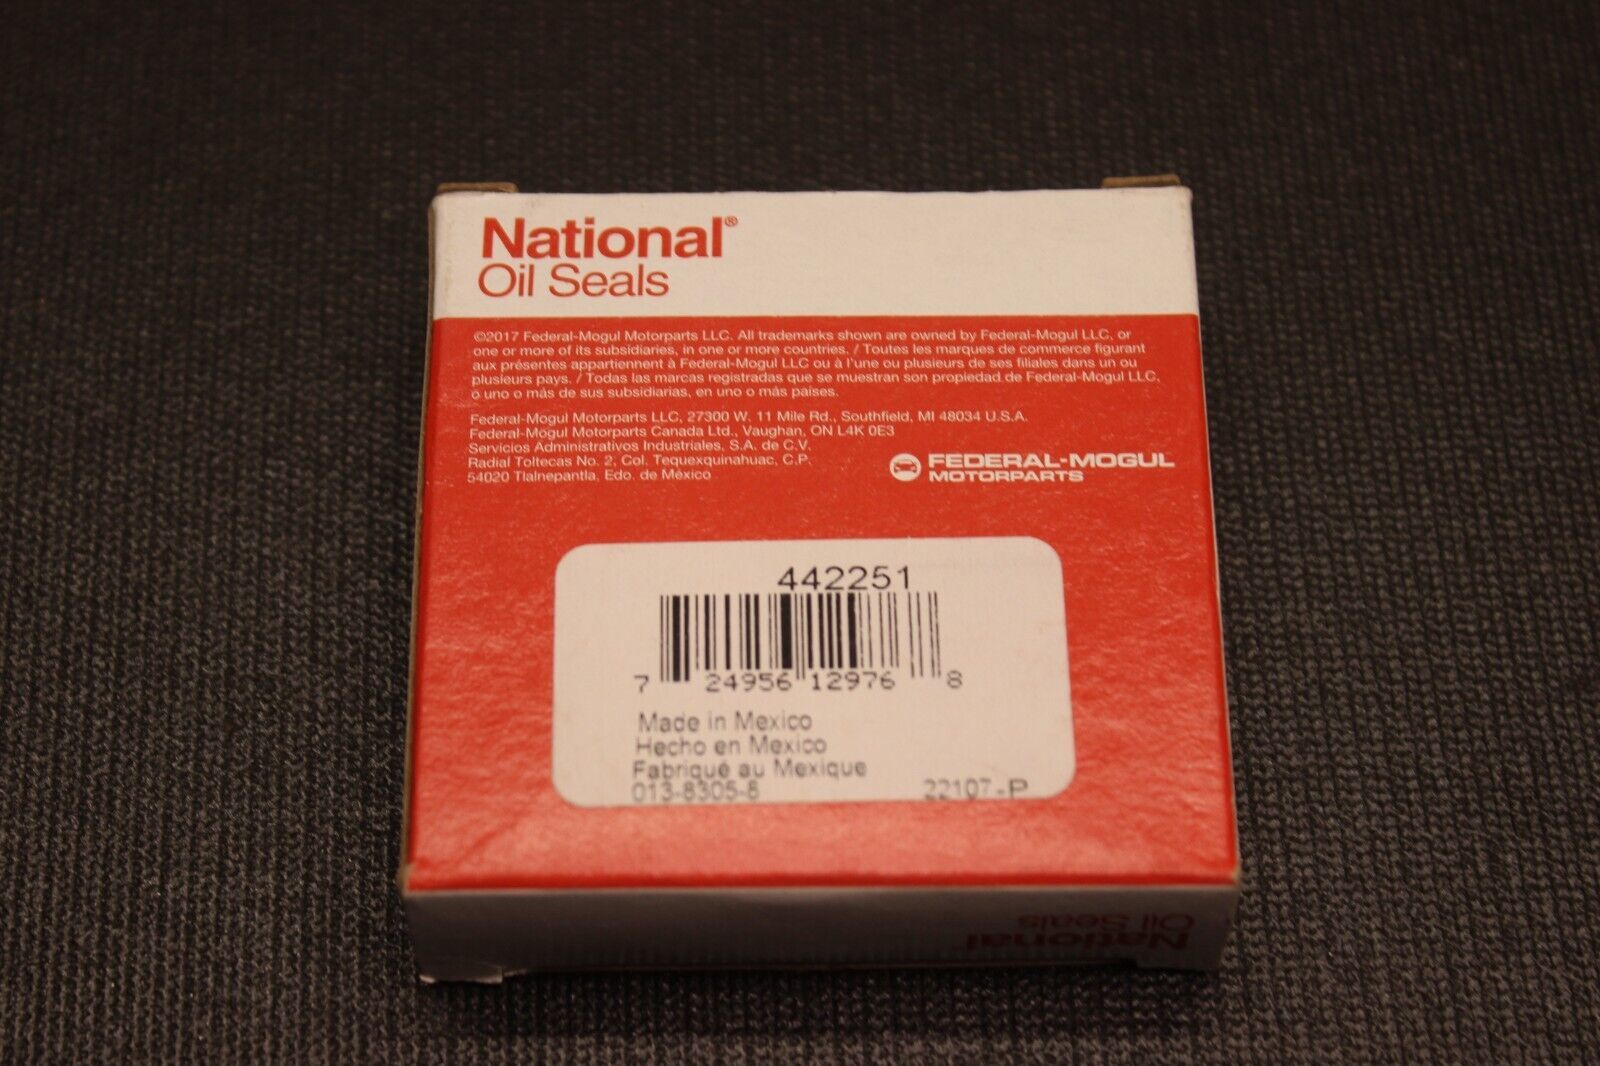 National®
Oil Seals
©2017 Federal-Mogul Motorparts LLC. All trademarks shown are owned by Federal-Mogul LLC, or
one or more of its subsidiaries, in one or more countries. / Toutes les marques de commerce figurant
aux présentes appartiennent à Federal-Mogul LLC ou à l'une ou plusieurs de ses filiales dans un ou
plusieurs pays. / Todas las marcas registradas que se muestran son propiedad de Federal-Mogul LLC,
o uno o más de sus subsidiarias, en uno o más países.
Federal-Mogul Motorparts LLC, 27300 W. 11 Mile Rd., Southfield, MI 48034 U.S.A.
Federal-Mogul Motorparts Canada Ltd., Vaughan, ON L4K 0E3
Servicios Administrativos Industriales, S.A. de C.V.
Radial Toltecas No. 2, Col. Tequexquinahuac, C.P.
54020 Tlalnepantla, Edo. de México
FEDERAL-MOGUL
MOTORPARTS
442251
7 24956 12976 8
Made in Mexico
Hecho en Mexico
Fabriqué au Mexique
013-8305-8 22107-P
National
Oil Seals